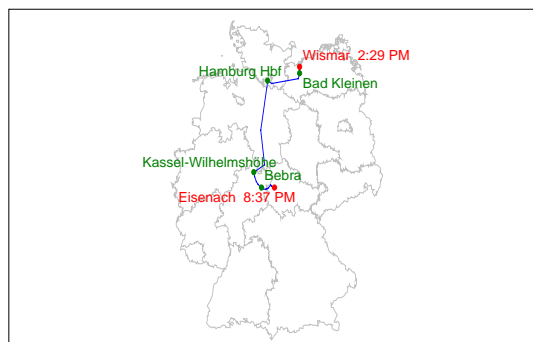 Wismar  2:29 PM
Hamburg Hbf
Bad Kleinen
Kassel-Wilhelmshöhe
Bebra
Eisenach  8:37 PM